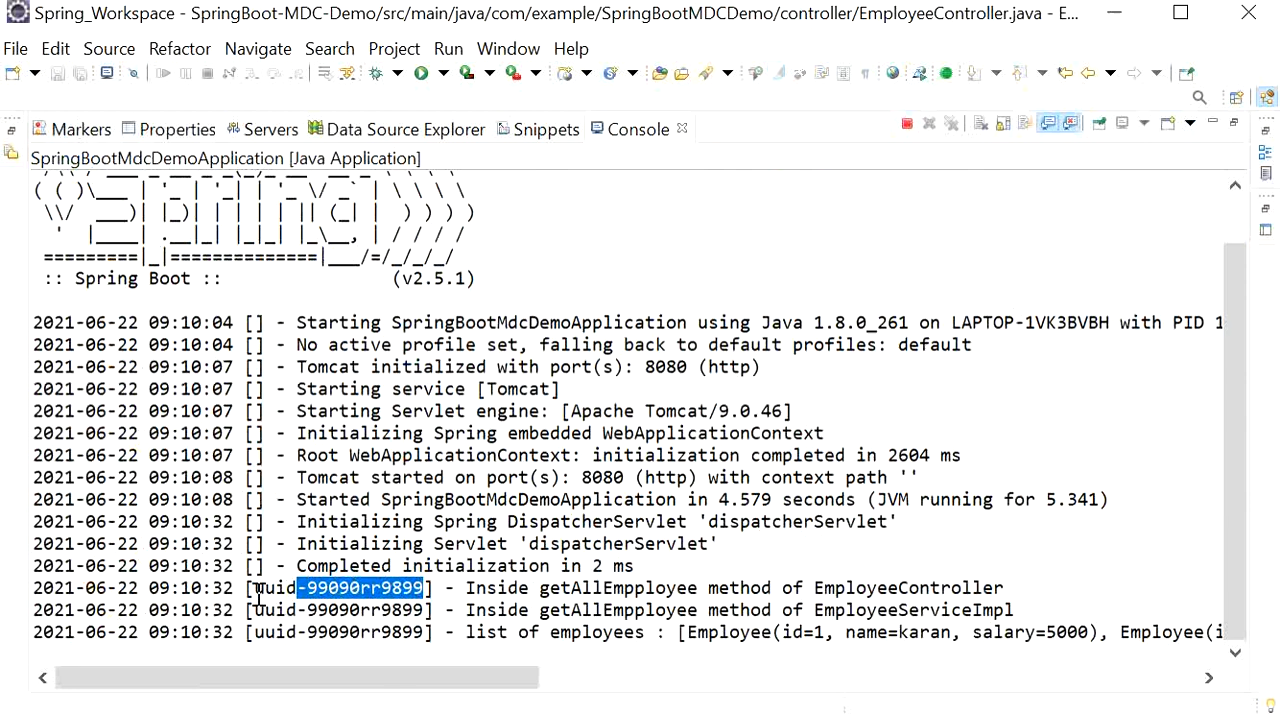 Spring_Workspace - SpringBoot-MDC-Demo/src/main/java/com/example/SpringBootMDCDemo/controller/EmployeeController.java - E...
File Edit Source Refactor Navigate Search Project Run Window Help
Markers Properties Servers Data Source Explorer Snippets Console
SpringBootMdcDemoApplication [Java Application]
:: Spring Boot :: (v2.5.1)
2021-06-22 09:10:04 [] - Starting SpringBootMdcDemoApplication using Java 1.8.0_261 on LAPTOP-1VK3BVBH with PID 1
2021-06-22 09:10:04 [] - No active profile set, falling back to default profiles: default
2021-06-22 09:10:07 [] - Tomcat initialized with port(s): 8080 (http)
2021-06-22 09:10:07 [] - Starting service [Tomcat]
2021-06-22 09:10:07 [] - Starting Servlet engine: [Apache Tomcat/9.0.46]
2021-06-22 09:10:07 [] - Initializing Spring embedded WebApplicationContext
2021-06-22 09:10:07 [] - Root WebApplicationContext: initialization completed in 2604 ms
2021-06-22 09:10:08 [] - Tomcat started on port(s): 8080 (http) with context path ''
2021-06-22 09:10:08 [] - Started SpringBootMdcDemoApplication in 4.579 seconds (JVM running for 5.341)
2021-06-22 09:10:32 [] - Initializing Spring DispatcherServlet 'dispatcherServlet'
2021-06-22 09:10:32 [] - Initializing Servlet 'dispatcherServlet'
2021-06-22 09:10:32 [] - Completed initialization in 2 ms
2021-06-22 09:10:32 [uuid-99090rr9899] - Inside getAllEmpployee method of EmployeeController
2021-06-22 09:10:32 [uuid-99090rr9899] - Inside getAllEmpployee method of EmployeeServiceImpl
2021-06-22 09:10:32 [uuid-99090rr9899] - list of employees : [Employee(id=1, name=karan, salary=5000), Employee(i